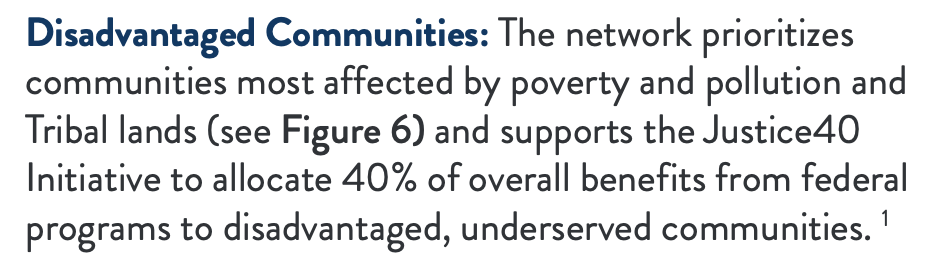 Disadvantaged Communities: The network prioritizes
communities most affected by poverty and pollution and
Tribal lands (see Figure 6) and supports the Justice40
Initiative to allocate 40% of overall benefits from federal
programs to disadvantaged, underserved communities. 1